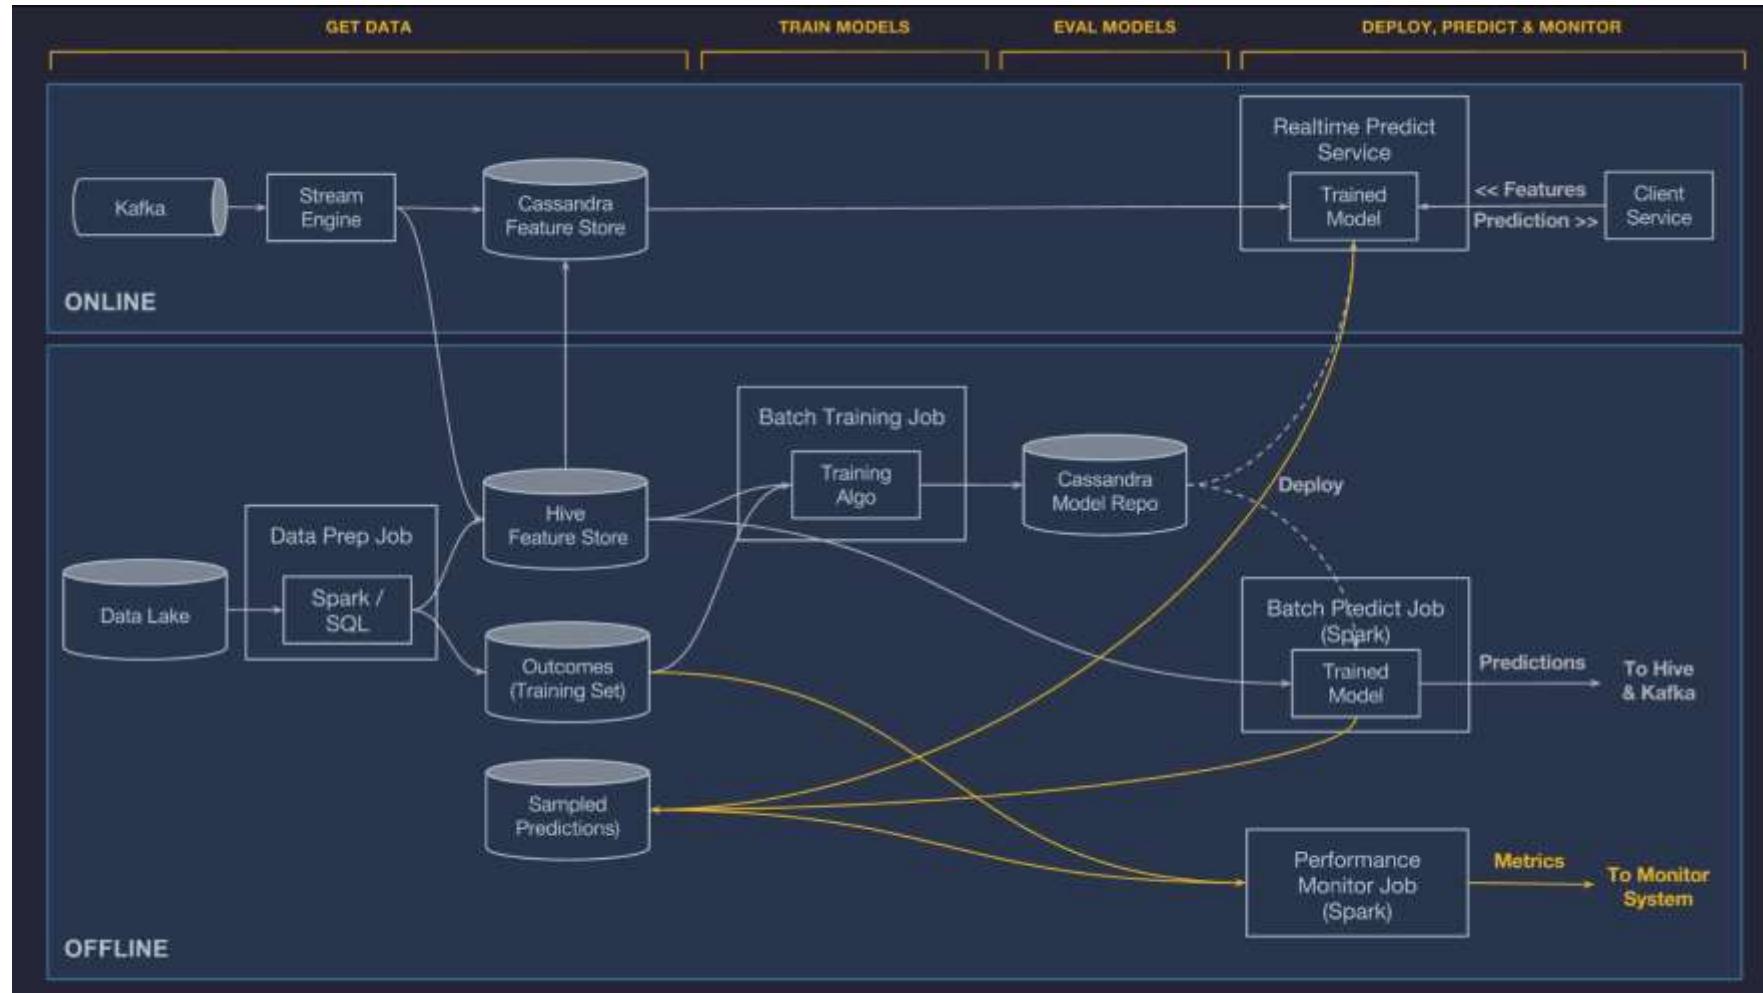 GET DATA
TRAIN MODELS
EVAL MODELS
DEPLOY, PREDICT & MONITOR
Realtime Predict
Service
Kafka
Stream
Engine
Cassandra
Feature Store
Trained
Model
<< Features
Prediction >>
Client
Service
ONLINE
Batch Training Job
Training
Algo
Cassandra
Model Repo
Deploy
Hive
Feature Store
Data Prep Job
Spark /
SQL
Data Lake
Outcomes
(Training Set)
Batch Predict Job
(Spark)
Trained
Model
Predictions
To Hive
& Kafka
Sampled
Predictions)
Performance
Monitor Job
(Spark)
Metrics
To Monitor
System
OFFLINE